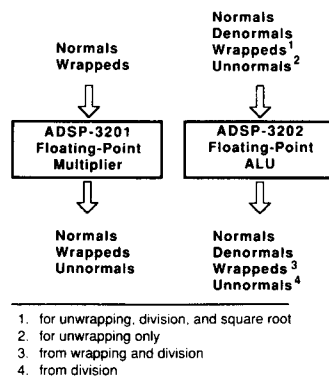 Normals
Wrappeds
ADSP-3201
Floating-Point
Multiplier
Normals
Wrappeds
Unnormals
Normals
Denormals
Wrappeds¹
Unnormals²
ADSP-3202
Floating-Point
ALU
Normals
Denormals
Wrappeds³
Unnormals⁴
1. for unwrapping, division, and square root
2. for unwrapping only
3. from wrapping and division
4. from division